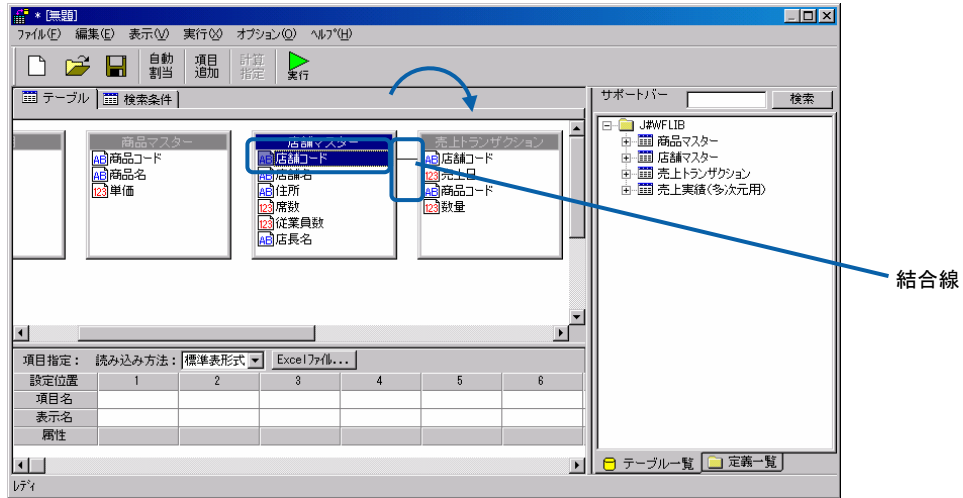 * [無題]
ファイル(F) 編集(E) 表示(V) 実行(X) オプション(O) ヘルプ(H)
自動割当 項目追加 計算指定 実行
テーブル 検索条件
サポートバー 検索
商品マスター
商品コード
商品名
単価
店舗マスター
店舗コード
店舗名
住所
席数
従業員数
店長名
売上トランザクション
店舗コード
売上日
商品コード
数量
J#WFLIB
商品マスター
店舗マスター
売上トランザクション
売上実績(多次元用)
結合線
項目指定: 読み込み方法: 標準表形式 Excelファイル...
設定位置 1 2 3 4 5 6
項目名
表示名
属性
テーブル一覧 定義一覧
レディ